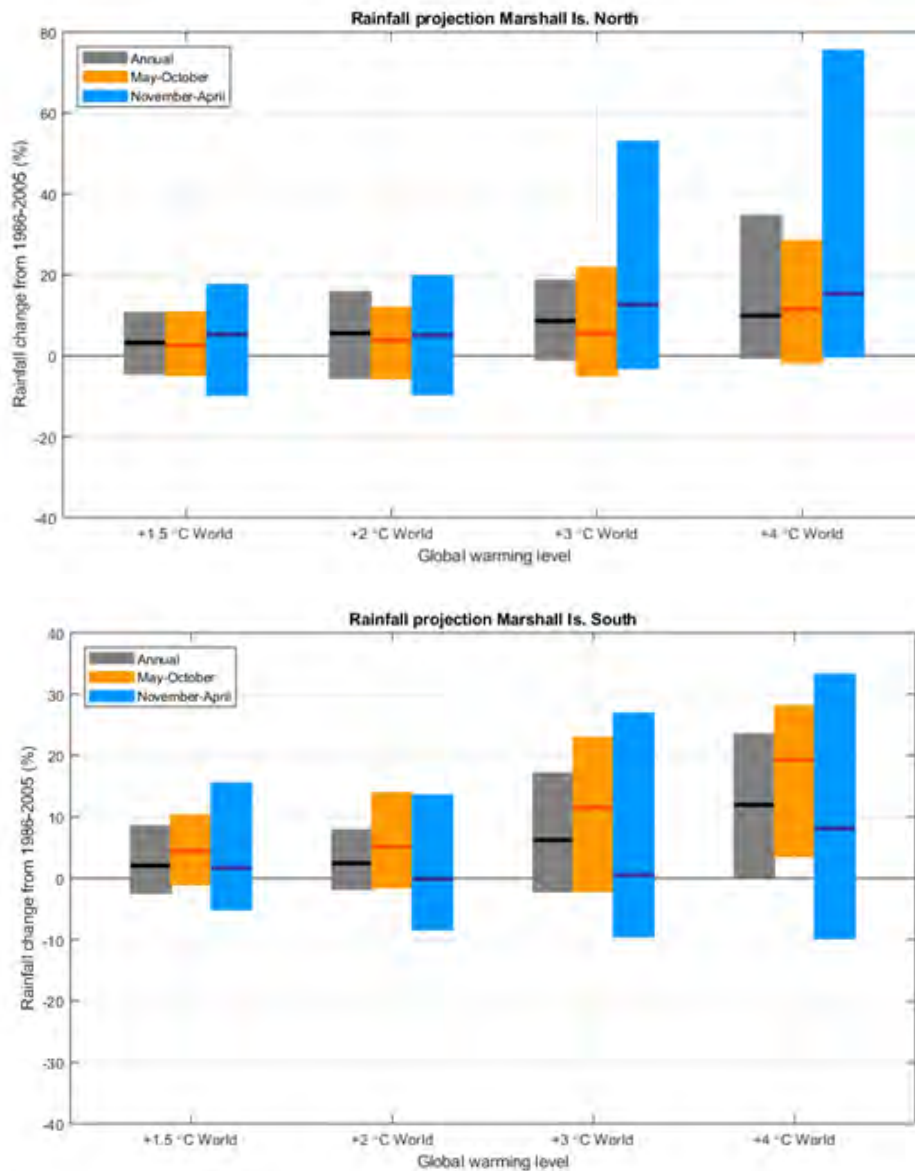 Rainfall projection Marshall Is. North
80
60
40
20
0
-20
-40
Rainfall change from 1986-2005 (%)
Annual
May-October
November-April
+1.5 °C World
+2 °C World
+3 °C World
+4 °C World
Global warming level
Rainfall projection Marshall Is. South
40
30
20
10
0
-10
-20
-30
-40
Rainfall change from 1986-2005 (%)
Annual
May-October
November-April
+1.5 °C World
+2 °C World
+3 °C World
+4 °C World
Global warming level